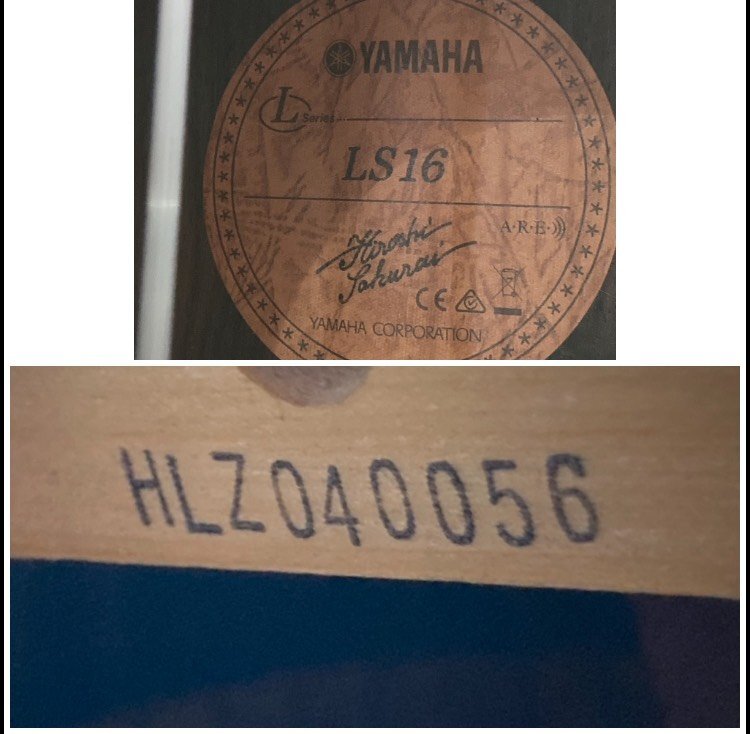 YAMAHA
L Series
LS16
Hiroshi
Sakurai
A·R·E·
CE
YAMAHA CORPORATION
HLZ040056